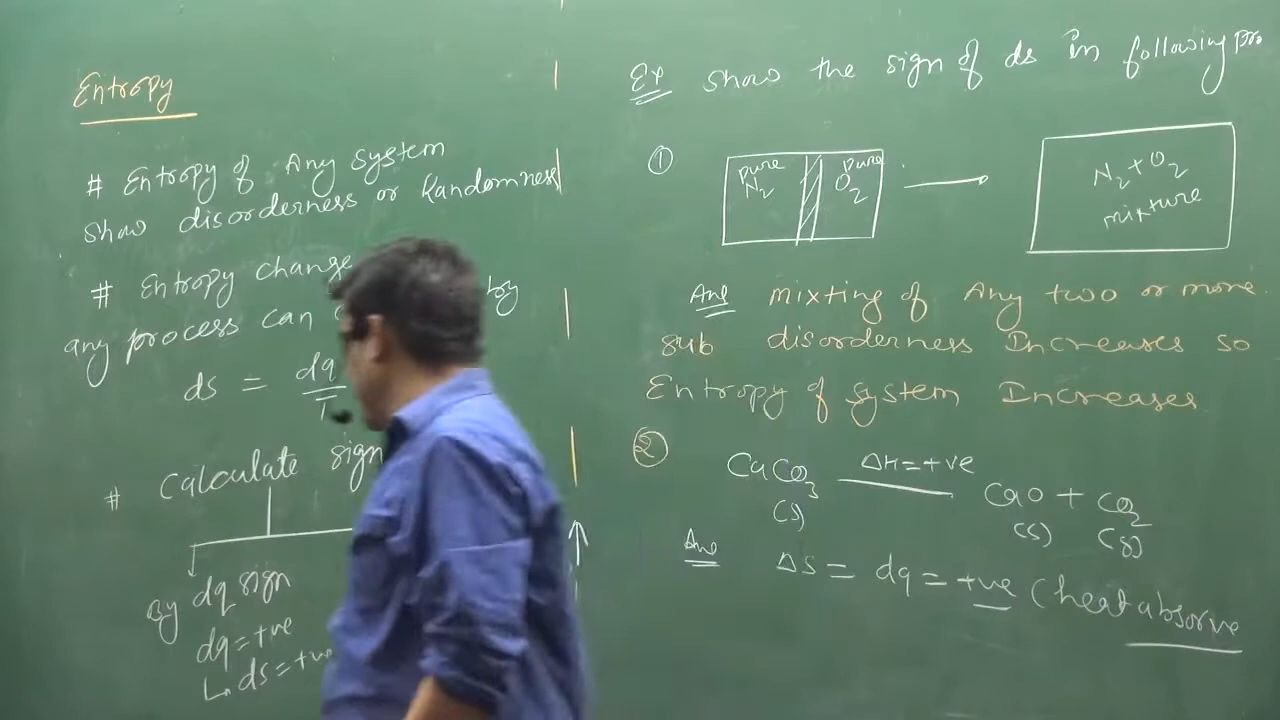 Entropy
# Entropy of Any system
show disorderness or Randomness
# Entropy change by
any process can
ds = dq/T
# Calculate sign
By dq sign
dq=+ve
↳ ds=+ve
Ex show the sign of ds in following pro
① pure N₂ pure O₂ → N₂+O₂ mixture
Ans mixting of Any two or more
sub disorderness Increases so
Entropy of system Increases
② CaCO₃ ΔH=+ve CaO + CO₂
(s) (s) (g)
Ans ΔS = dq = +ve (heat absorve